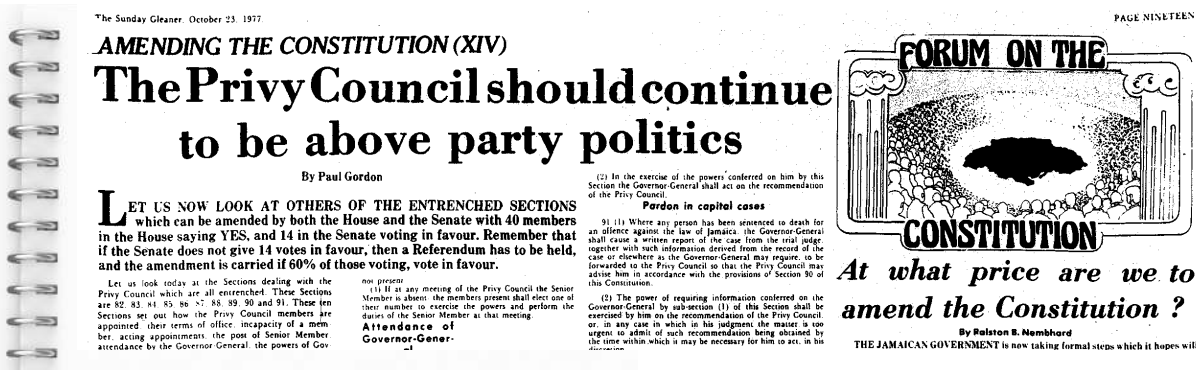 The Sunday Gleaner, October 23, 1977
PAGE NINETEEN
AMENDING THE CONSTITUTION (XIV)
The Privy Council should continue
to be above party politics
By Paul Gordon
LET US NOW LOOK AT OTHERS OF THE ENTRENCHED SECTIONS
which can be amended by both the House and the Senate with 40 members
in the House saying YES, and 14 in the Senate voting in favour. Remember that
if the Senate does not give 14 votes in favour, then a Referendum has to be held,
and the amendment is carried if 60% of those voting, vote in favour.
Let us look today at the Sections dealing with the
Privy Council which are all entrenched. These Sections
are 82, 83, 84, 85, 86, 87, 88, 89, 90 and 91. These ten
Sections set out how the Privy Council members are
appointed, their terms of office, incapacity of a mem
ber, acting appointments, the post of Senior Member,
attendance by the Governor-General, the powers of Gov
not present
(1) If at any meeting of the Privy Council the Senior
Member is absent the members present shall elect one of
their number to exercise the powers and perform the
duties of the Senior Member at that meeting.
Attendance of
Governor-Gener-
(2) In the exercise of the powers conferred on him by this
Section the Governor-General shall act on the recommendation
of the Privy Council.
Pardon in capital cases
91 (1) Where any person has been sentenced to death for
an offence against the law of Jamaica, the Governor-General
shall cause a written report of the case from the trial judge,
together with such information derived from the record of the
case or elsewhere as the Governor-General may require, to be
forwarded to the Privy Council so that the Privy Council may
advise him in accordance with the provisions of Section 90 of
this Constitution.
(2) The power of requiring information conferred on the
Governor-General by sub-section (1) of this Section shall be
exercised by him on the recommendation of the Privy Council,
or, in any case in which in his judgment the matter is too
urgent to admit of such recommendation being obtained by
the time within which it may be necessary for him to act, in his
discretion.
FORUM ON THE
CONSTITUTION
At what price are we to
amend the Constitution ?
By Ralston B. Nembhard
THE JAMAICAN GOVERNMENT is now taking formal steps which it hopes will